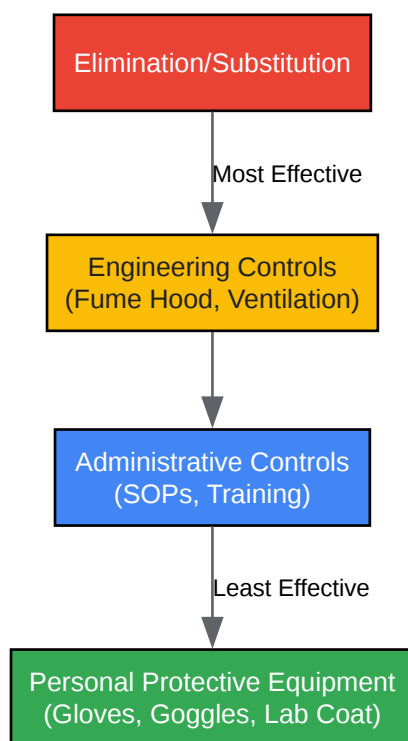 Elimination/Substitution
Most Effective
Engineering Controls
(Fume Hood, Ventilation)
Administrative Controls
(SOPs, Training)
Least Effective
Personal Protective Equipment
(Gloves, Goggles, Lab Coat)